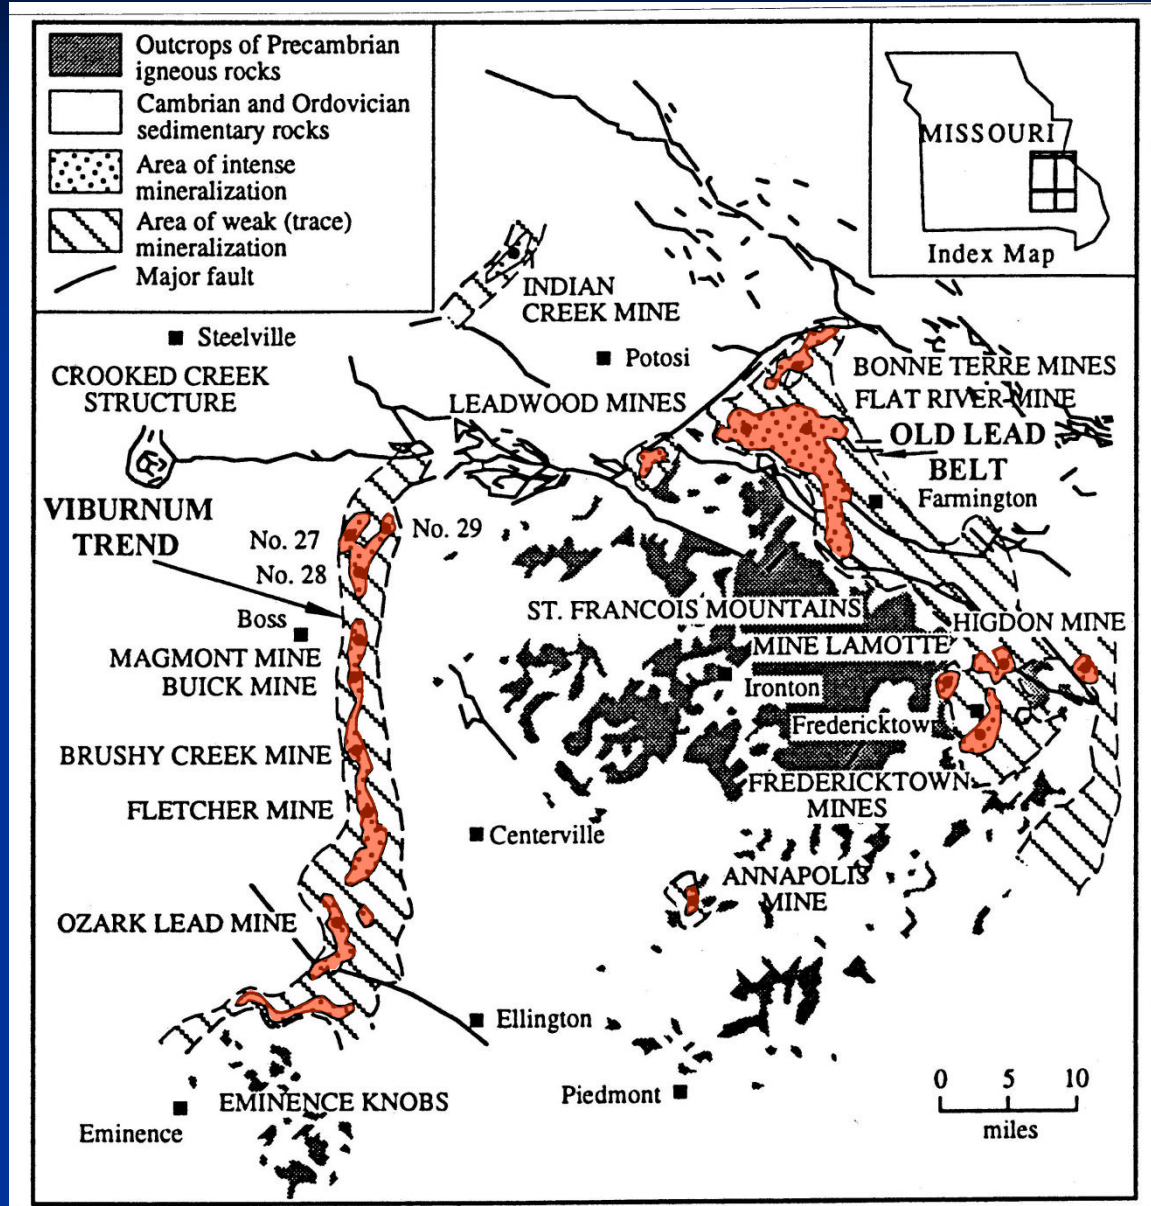 Outcrops of Precambrian
igneous rocks
Cambrian and Ordovician
sedimentary rocks
Area of intense
mineralization
Area of weak (trace)
mineralization
Major fault
MISSOURI
Index Map
INDIAN
CREEK MINE
Steelville
Potosi
CROOKED CREEK
STRUCTURE
LEADWOOD MINES
BONNE TERRE MINES
FLAT RIVER MINE
OLD LEAD
BELT
Farmington
VIBURNUM
TREND
No. 27
No. 29
No. 28
Boss
ST. FRANCOIS MOUNTAINS
HIGDON MINE
MINE LAMOTTE
MAGMONT MINE
BUICK MINE
Ironton
Fredericktown
BRUSHY CREEK MINE
FREDERICKTOWN
MINES
FLETCHER MINE
Centerville
ANNAPOLIS
MINE
OZARK LEAD MINE
Ellington
Piedmont
EMINENCE KNOBS
Eminence
0 5 10
miles